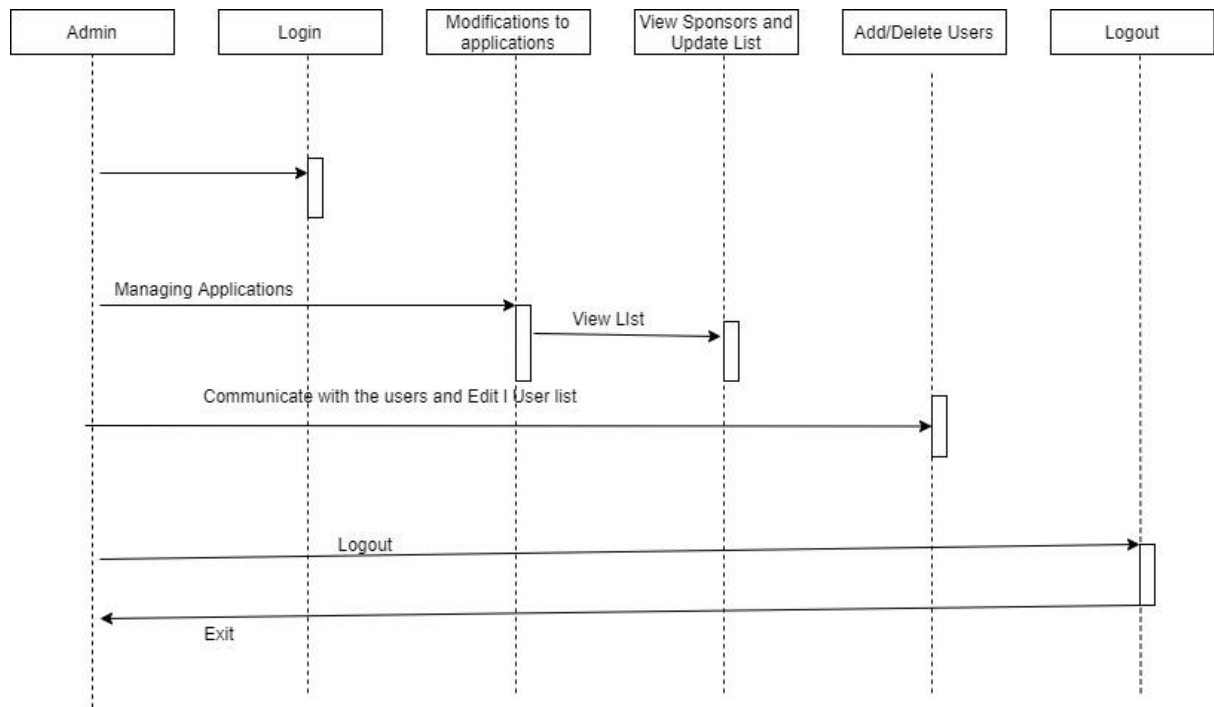 Admin
Login
Modifications to
applications
View Sponsors and
Update List
Add/Delete Users
Logout
Managing Applications
View LIst
Communicate with the users and Edit l User list
Logout
Exit